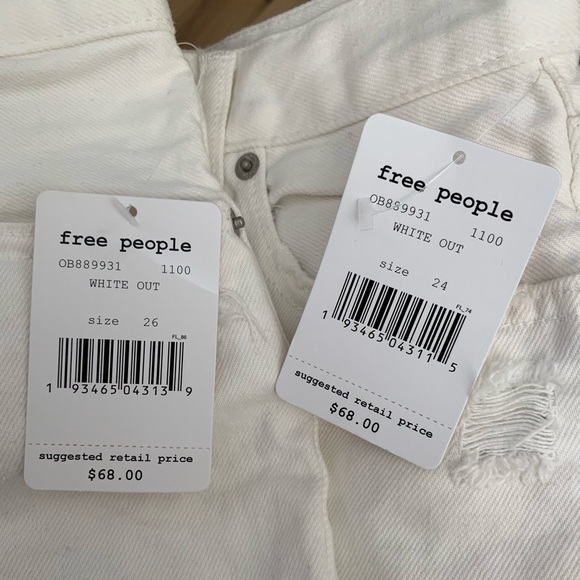 free people
OB889931 1100
WHITE OUT
size 26
FL_86
1 93465 04313 9
suggested retail price
$68.00
free people
OB889931 1100
WHITE OUT
size 24
FL_74
1 93465 04311 5
suggested retail price
$68.00